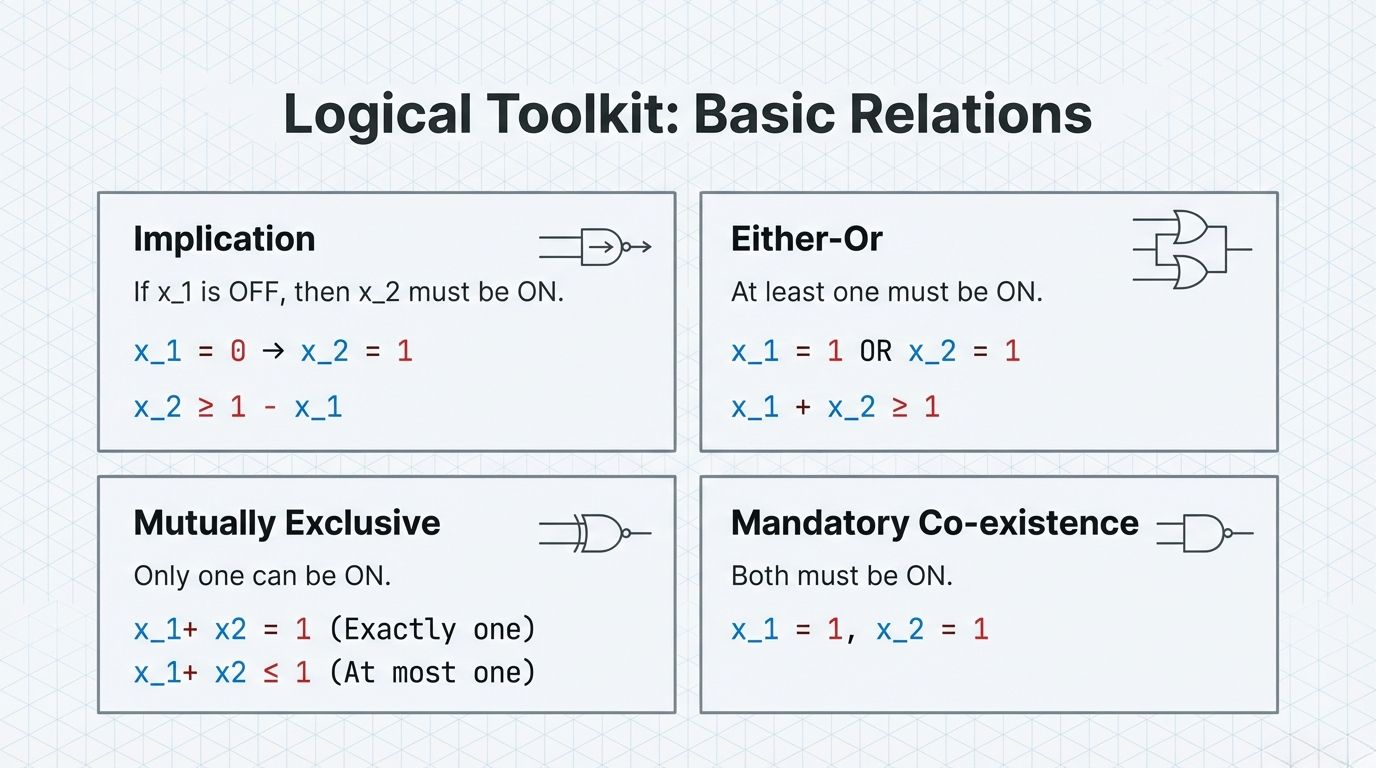 Logical Toolkit: Basic Relations
Implication
If x_1 is OFF, then x_2 must be ON.
x_1 = 0 → x_2 = 1
x_2 ≥ 1 - x_1
Either-Or
At least one must be ON.
x_1 = 1 OR x_2 = 1
x_1 + x_2 ≥ 1
Mutually Exclusive
Only one can be ON.
x_1+ x2 = 1 (Exactly one)
x_1+ x2 ≤ 1 (At most one)
Mandatory Co-existence
Both must be ON.
x_1 = 1, x_2 = 1